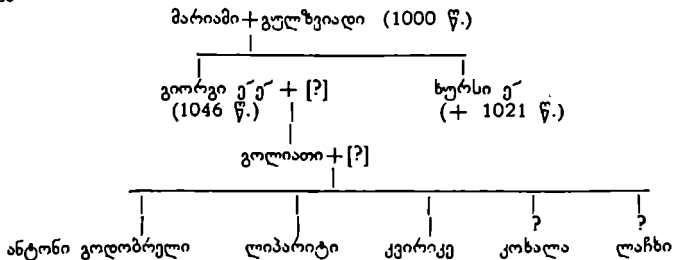 მარიამი + გულზვიადი (1000 წ.)
გიორგი ე˜ე˜ + [?] ხურსი ე˜
(1046 წ.) (+ 1021 წ.)
გოლიათი + [?]
? ?
ანტონი გოდობრელი ლიპარიტი კვირიკე კოხალა ლაჩხი